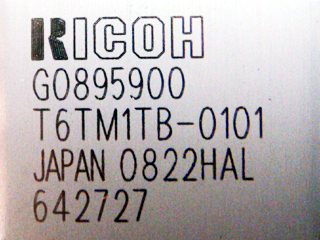 RICOH
G0895900
T6TM1TB-0101
JAPAN 0822HAL
642727